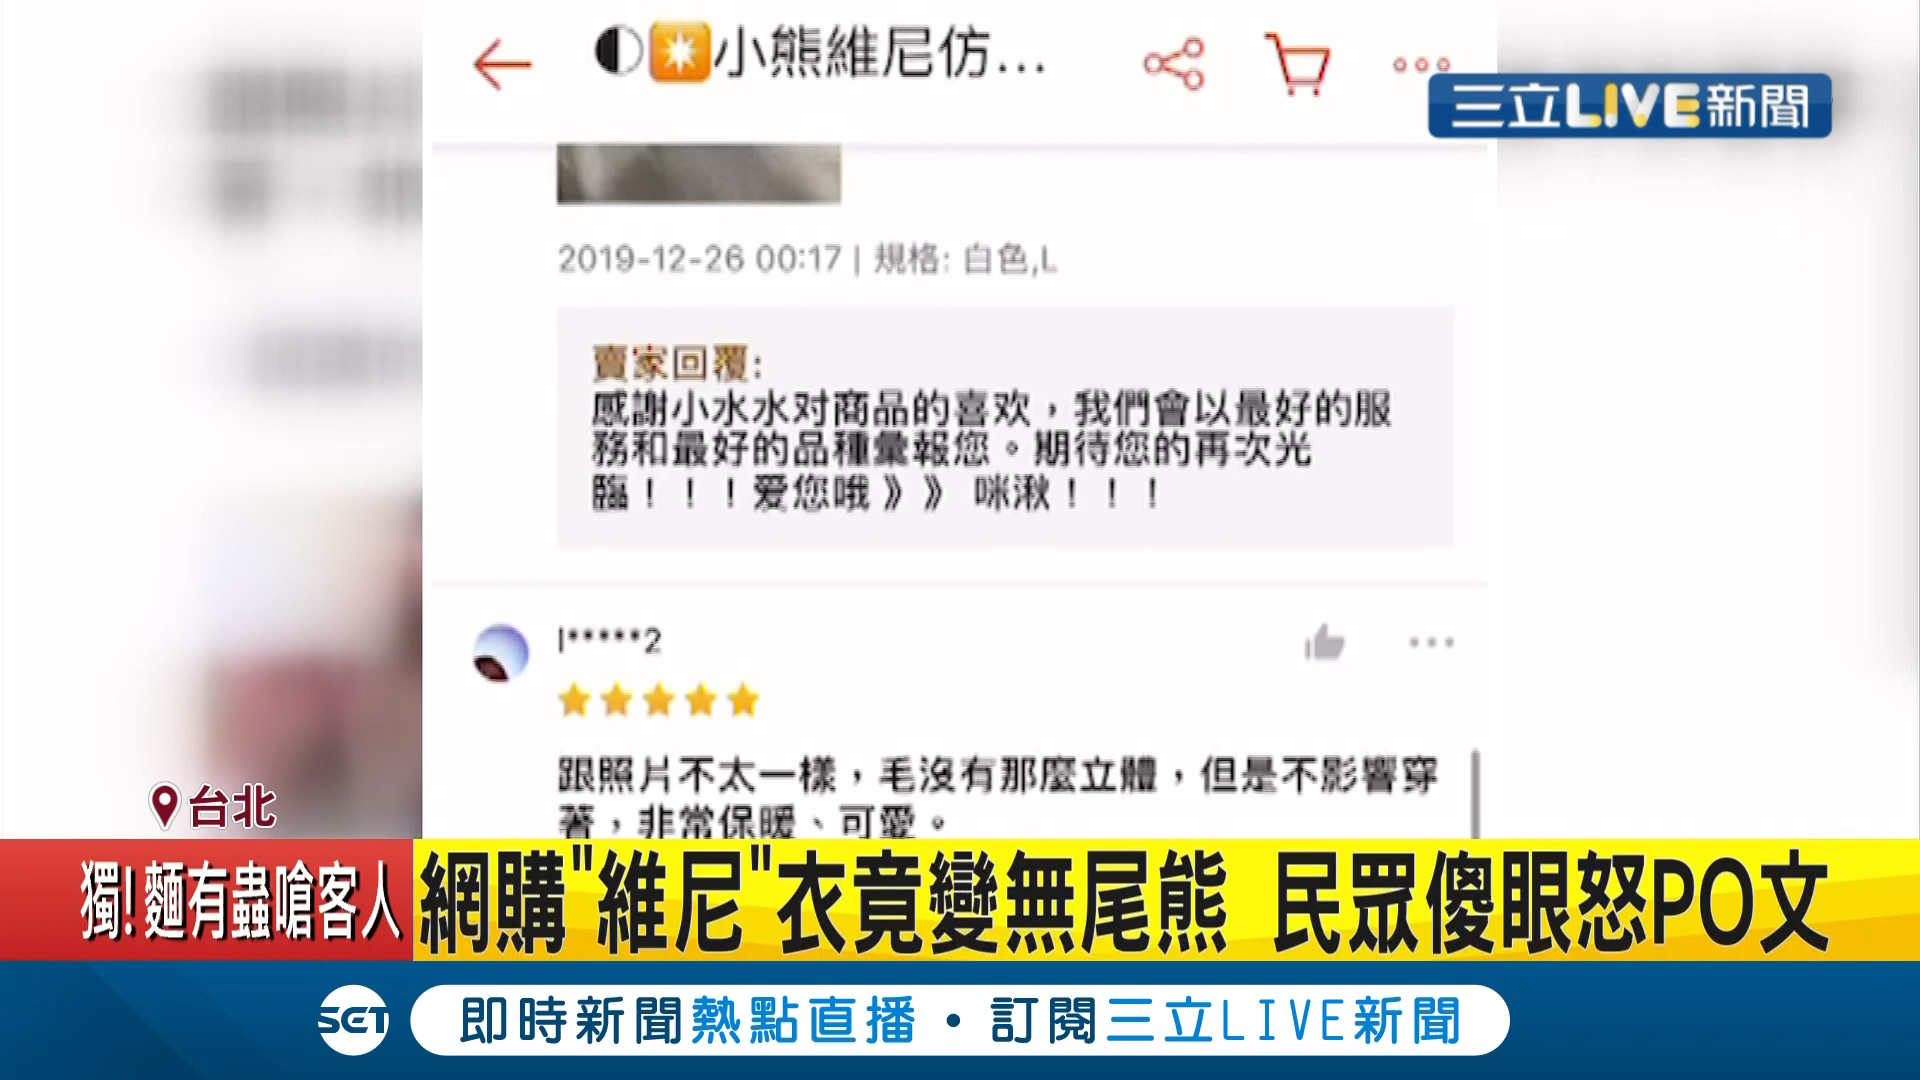 小熊維尼仿...
三立LIVE新聞
2019-12-26 00:17 | 規格: 白色,L
賣家回覆:
感謝小水水对商品的喜欢，我們會以最好的服
務和最好的品種彙報您。期待您的再次光
臨！！！爱您哦》》 咪湫！！！
l*****2
跟照片不太一樣，毛沒有那麼立體，但是不影響穿
著，非常保暖、可愛。
台北
獨!麵有蟲嗆客人
網購"維尼"衣竟變無尾熊 民眾傻眼怒PO文
SET 即時新聞熱點直播・訂閱三立LIVE新聞